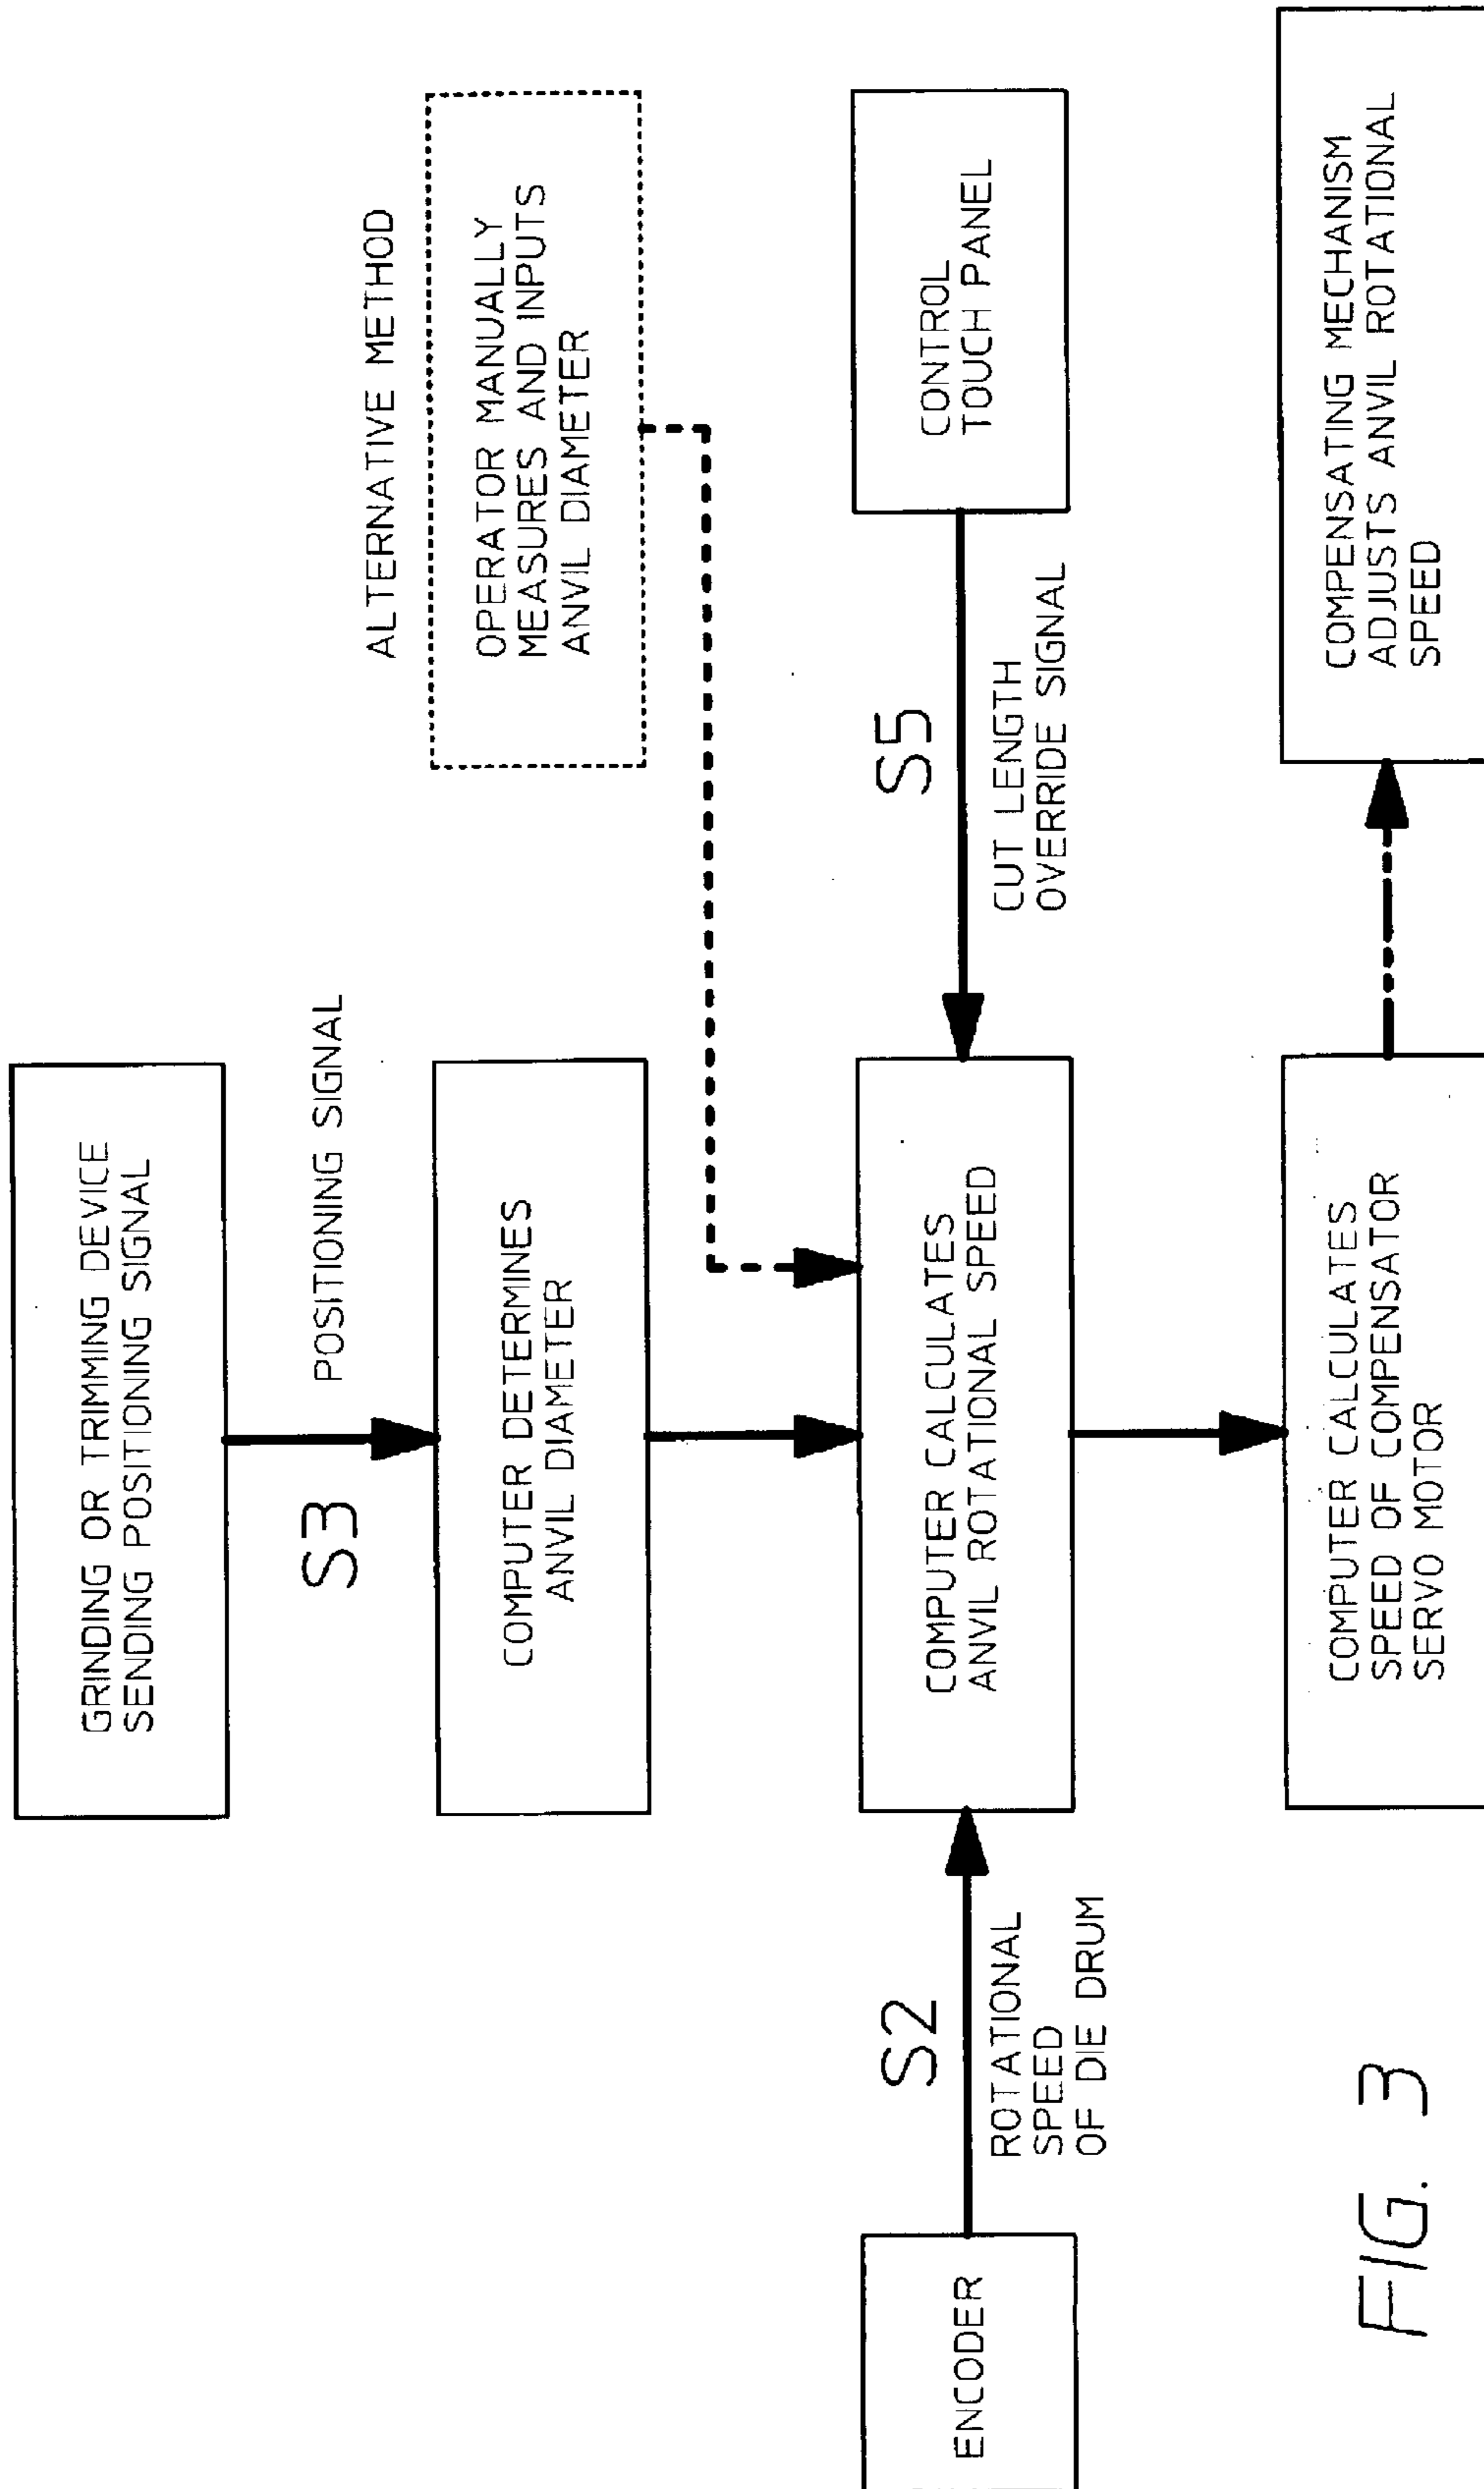 GRINDING OR TRIMMING DEVICE
SENDING POSITIONING SIGNAL
S3
POSITIONING SIGNAL
ALTERNATIVE METHOD
COMPUTER DETERMINES
ANVIL DIAMETER
OPERATOR MANUALLY
MEASURES AND INPUTS
ANVIL DIAMETER
ENCODER
S2
ROTATIONAL
SPEED
OF DIE DRUM
COMPUTER CALCULATES
ANVIL ROTATIONAL SPEED
S5
CUT LENGTH
OVERRIDE SIGNAL
CONTROL
TOUCH PANEL
COMPUTER CALCULATES
SPEED OF COMPENSATOR
SERVO MOTOR
COMPENSATING MECHANISM
ADJUSTS ANVIL ROTATIONAL
SPEED
FIG. 3